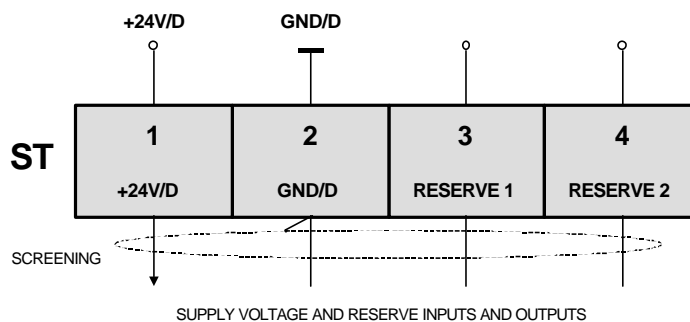 +24V/D GND/D
1 2 3 4
ST
+24V/D GND/D RESERVE 1 RESERVE 2
SCREENING
SUPPLY VOLTAGE AND RESERVE INPUTS AND OUTPUTS